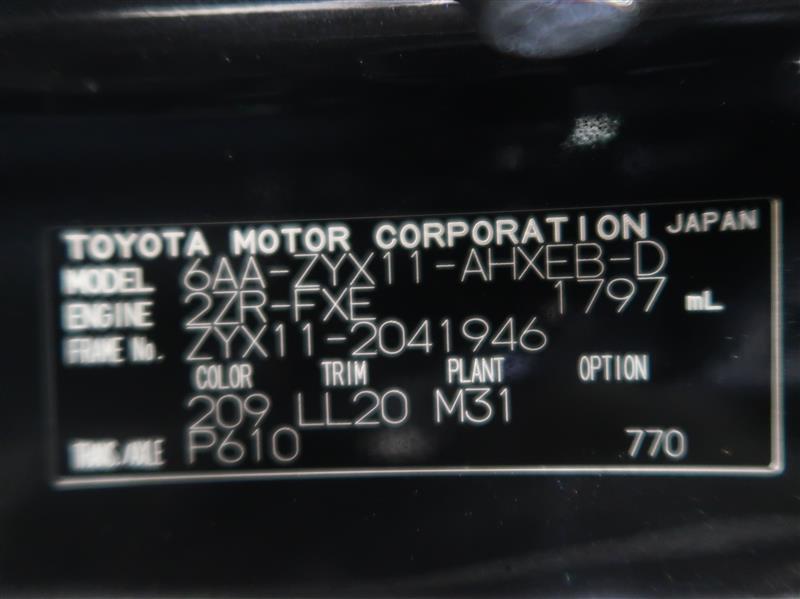 TOYOTA MOTOR CORPORATION JAPAN
MODEL 6AA-ZYX11-AHXEB-D
ENGINE 2ZR-FXE 1797 mL
FRAME No. ZYX11-2041946
COLOR TRIM PLANT OPTION
209 LL20 M31
TRANS/AXLE P610 770